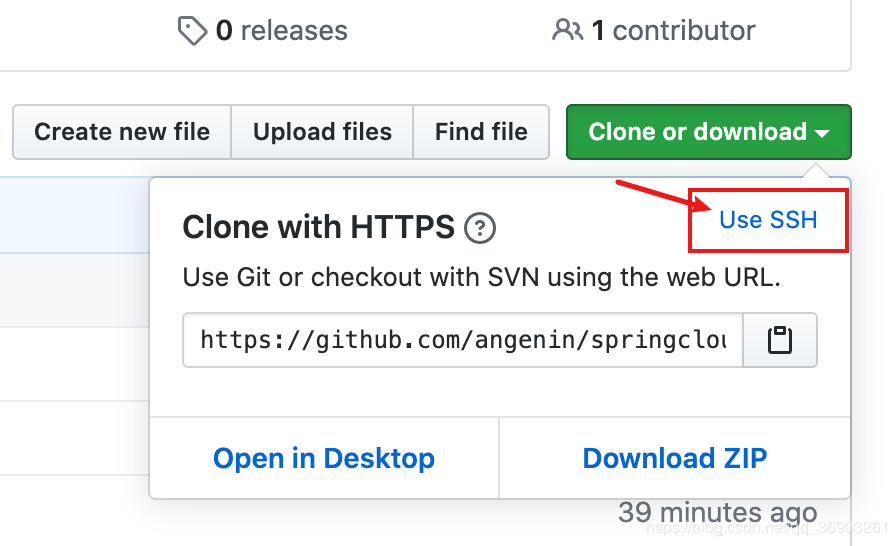 0 releases
1 contributor
Create new file
Upload files
Find file
Clone or download
Clone with HTTPS ?
Use SSH
Use Git or checkout with SVN using the web URL.
https://github.com/angenin/springclou
Open in Desktop
Download ZIP
39 minutes ago
https://blog.csdn.net/qq_36903261